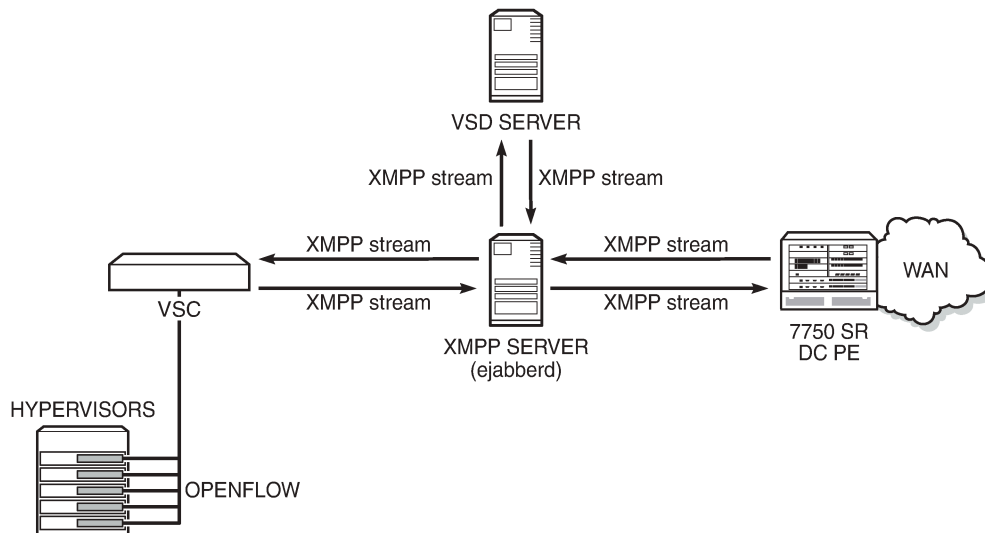 VSD SERVER
XMPP stream
XMPP stream
XMPP stream
XMPP stream
WAN
XMPP stream
XMPP stream
VSC
XMPP SERVER
(ejabberd)
7750 SR
DC PE
HYPERVISORS
OPENFLOW